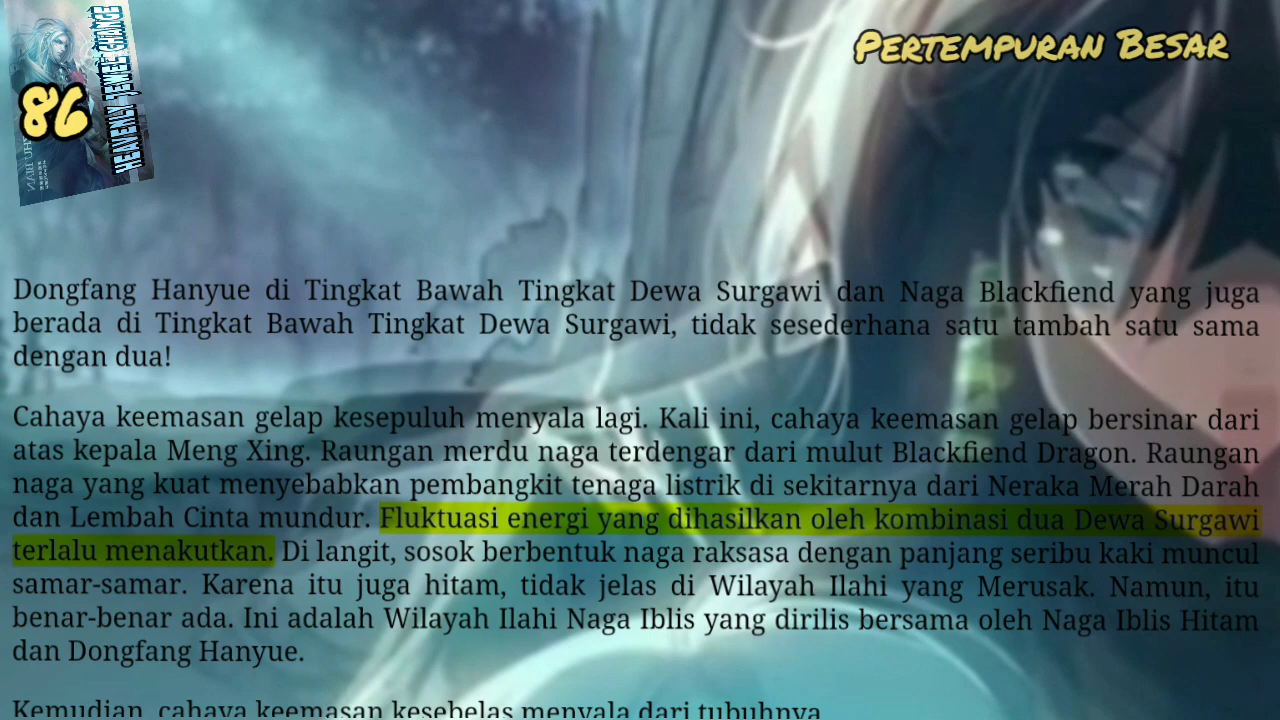 HEAVENLY JEWEL CHANGE
86
Pertempuran Besar
Dongfang Hanyue di Tingkat Bawah Tingkat Dewa Surgawi dan Naga Blackfiend yang juga
berada di Tingkat Bawah Tingkat Dewa Surgawi, tidak sesederhana satu tambah satu sama
dengan dua!
Cahaya keemasan gelap kesepuluh menyala lagi. Kali ini, cahaya keemasan gelap bersinar dari
atas kepala Meng Xing. Raungan merdu naga terdengar dari mulut Blackfiend Dragon. Raungan
naga yang kuat menyebabkan pembangkit tenaga listrik di sekitarnya dari Neraka Merah Darah
dan Lembah Cinta mundur. Fluktuasi energi yang dihasilkan oleh kombinasi dua Dewa Surgawi
terlalu menakutkan. Di langit, sosok berbentuk naga raksasa dengan panjang seribu kaki muncul
samar-samar. Karena itu juga hitam, tidak jelas di Wilayah Ilahi yang Merusak. Namun, itu
benar-benar ada. Ini adalah Wilayah Ilahi Naga Iblis yang dirilis bersama oleh Naga Iblis Hitam
dan Dongfang Hanyue.
Kemudian, cahaya keemasan kesebelas menyala dari tubuhnya